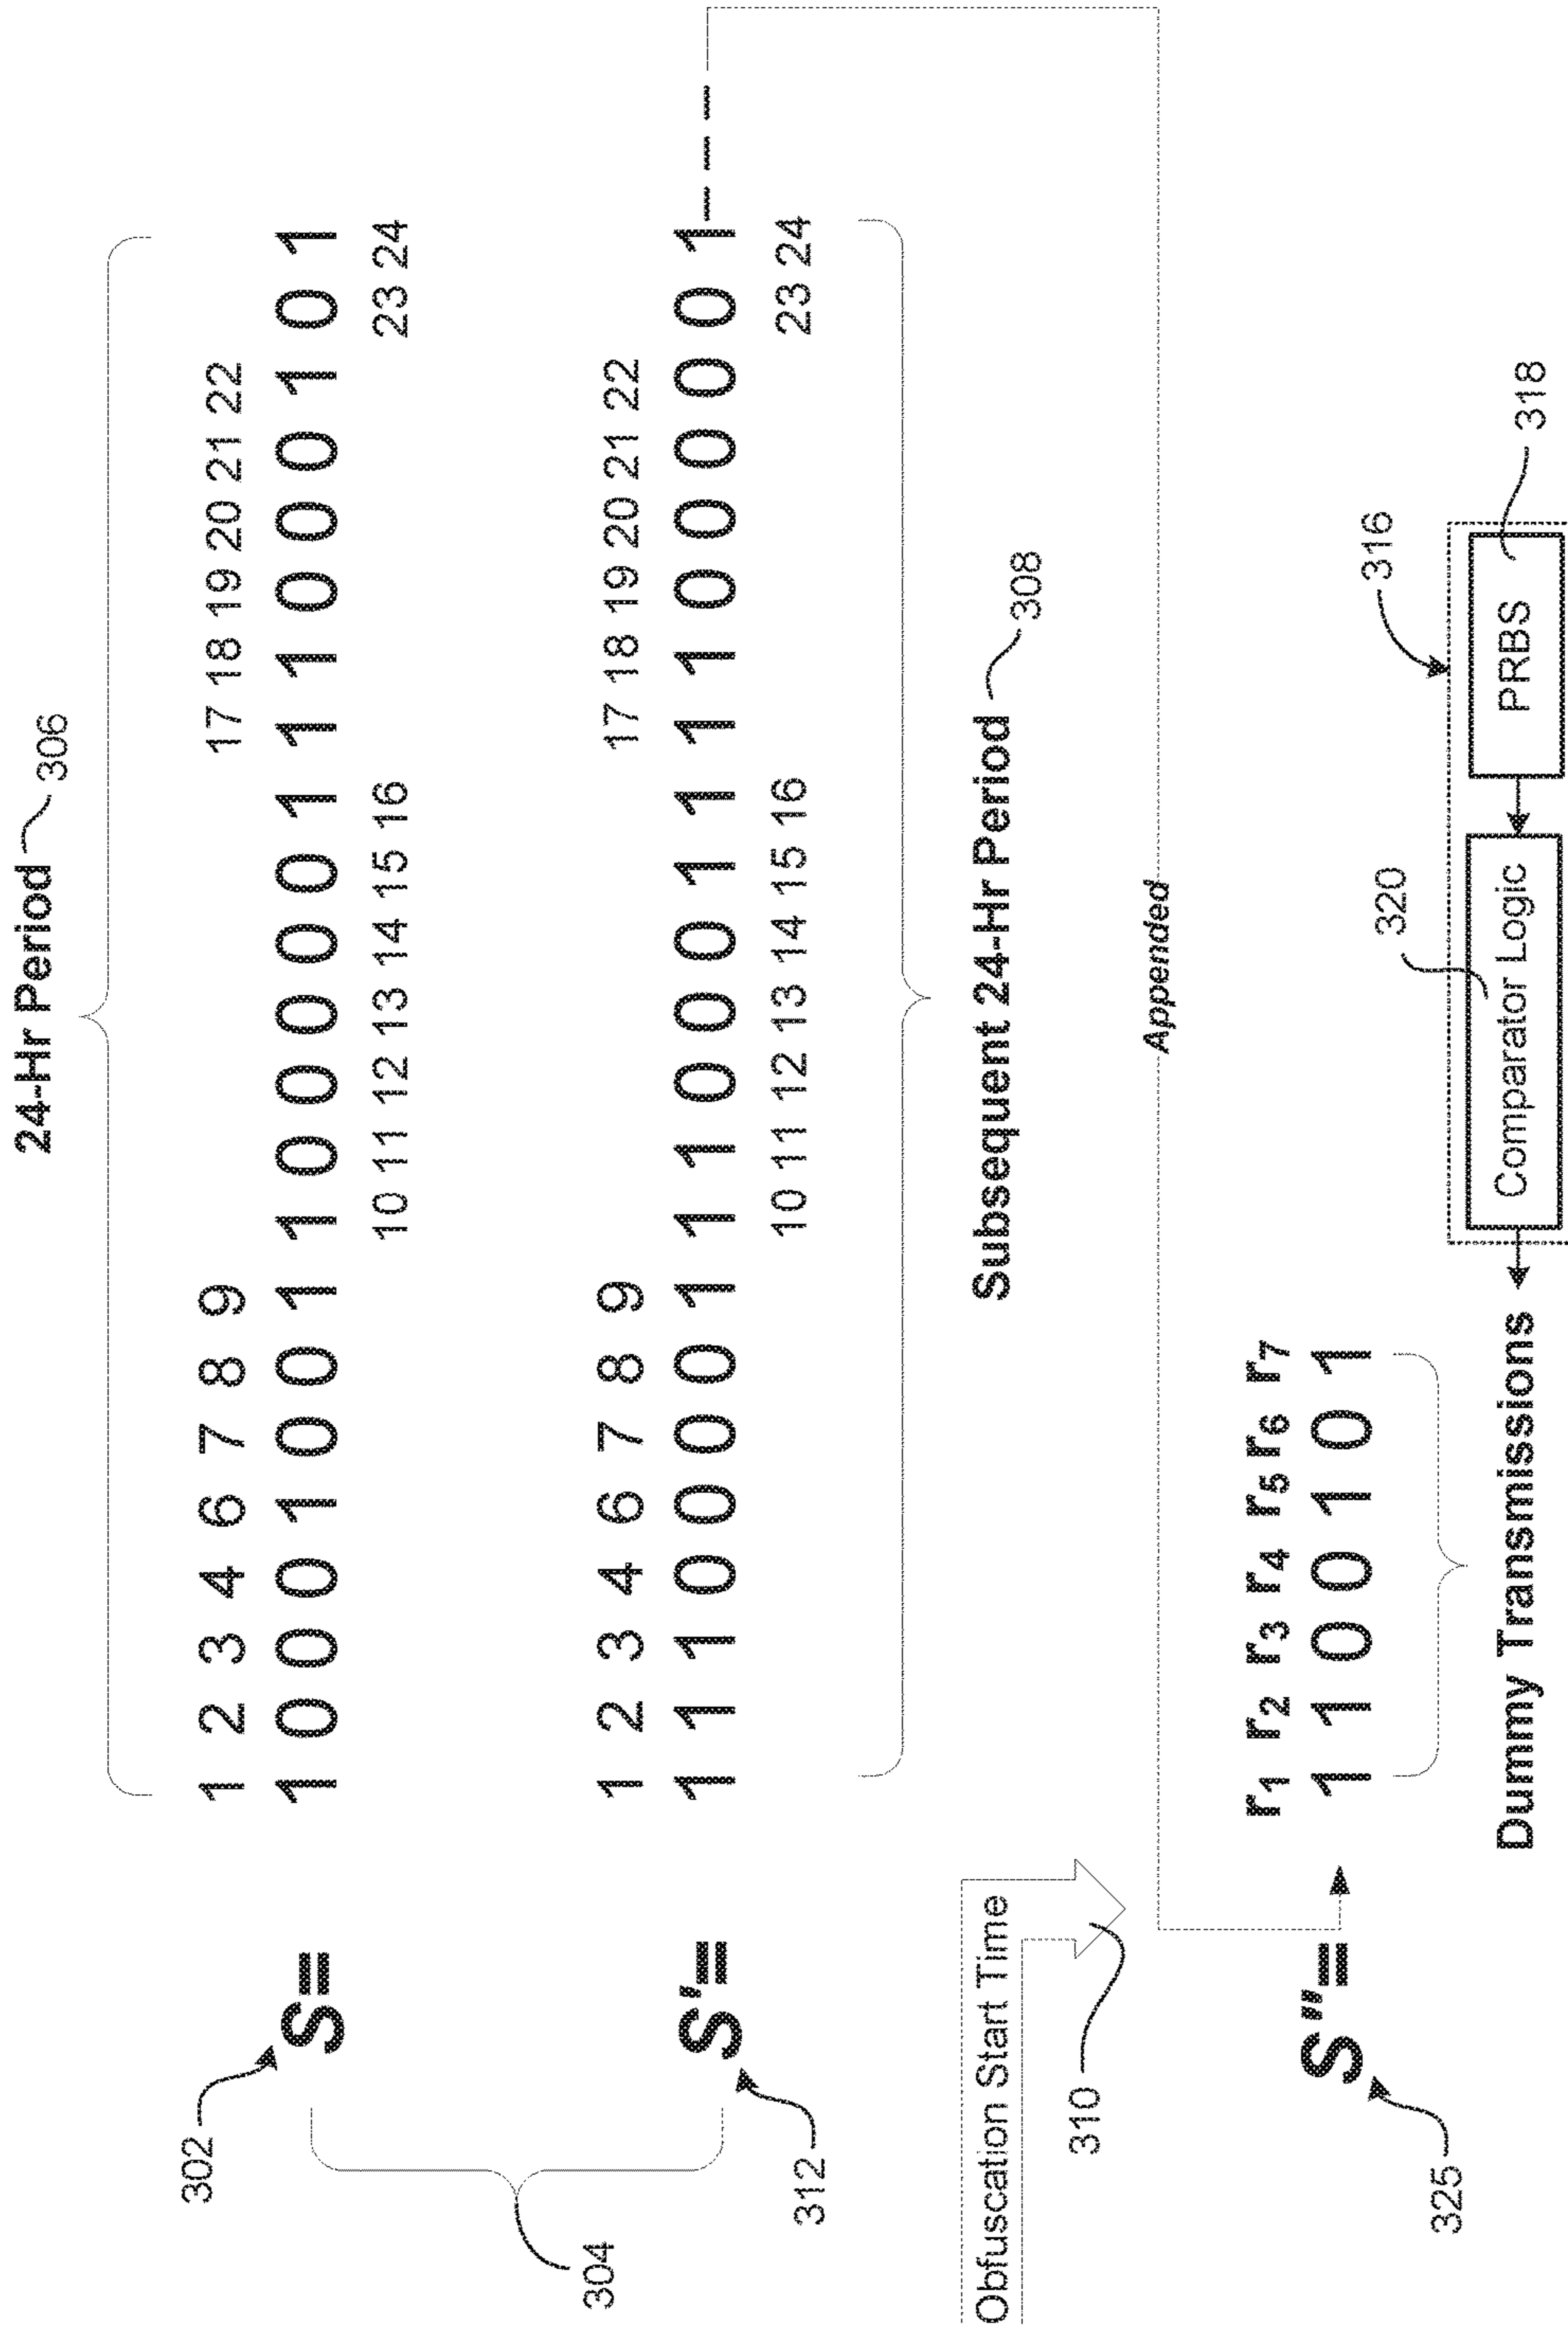 24-Hr Period 306
1 2 3 4 6 7 8 9 17 18 19 20 21 22
302
S= 1 0 0 0 1 0 0 1 1 0 0 0 0 0 1 1 1 0 0 0 1 0 1
10 11 12 13 14 15 16 23 24
304
1 2 3 4 6 7 8 9 17 18 19 20 21 22
S'= 1 1 1 0 0 0 0 1 1 1 0 0 0 1 1 1 1 0 0 0 0 0 1
312
10 11 12 13 14 15 16 23 24
Subsequent 24-Hr Period 308
Obfuscation Start Time
310
Appended
r1 r2 r3 r4 r5 r6 r7
S''= 1 1 0 0 1 0 1
325
Dummy Transmissions
320
316
Comparator Logic
PRBS
318